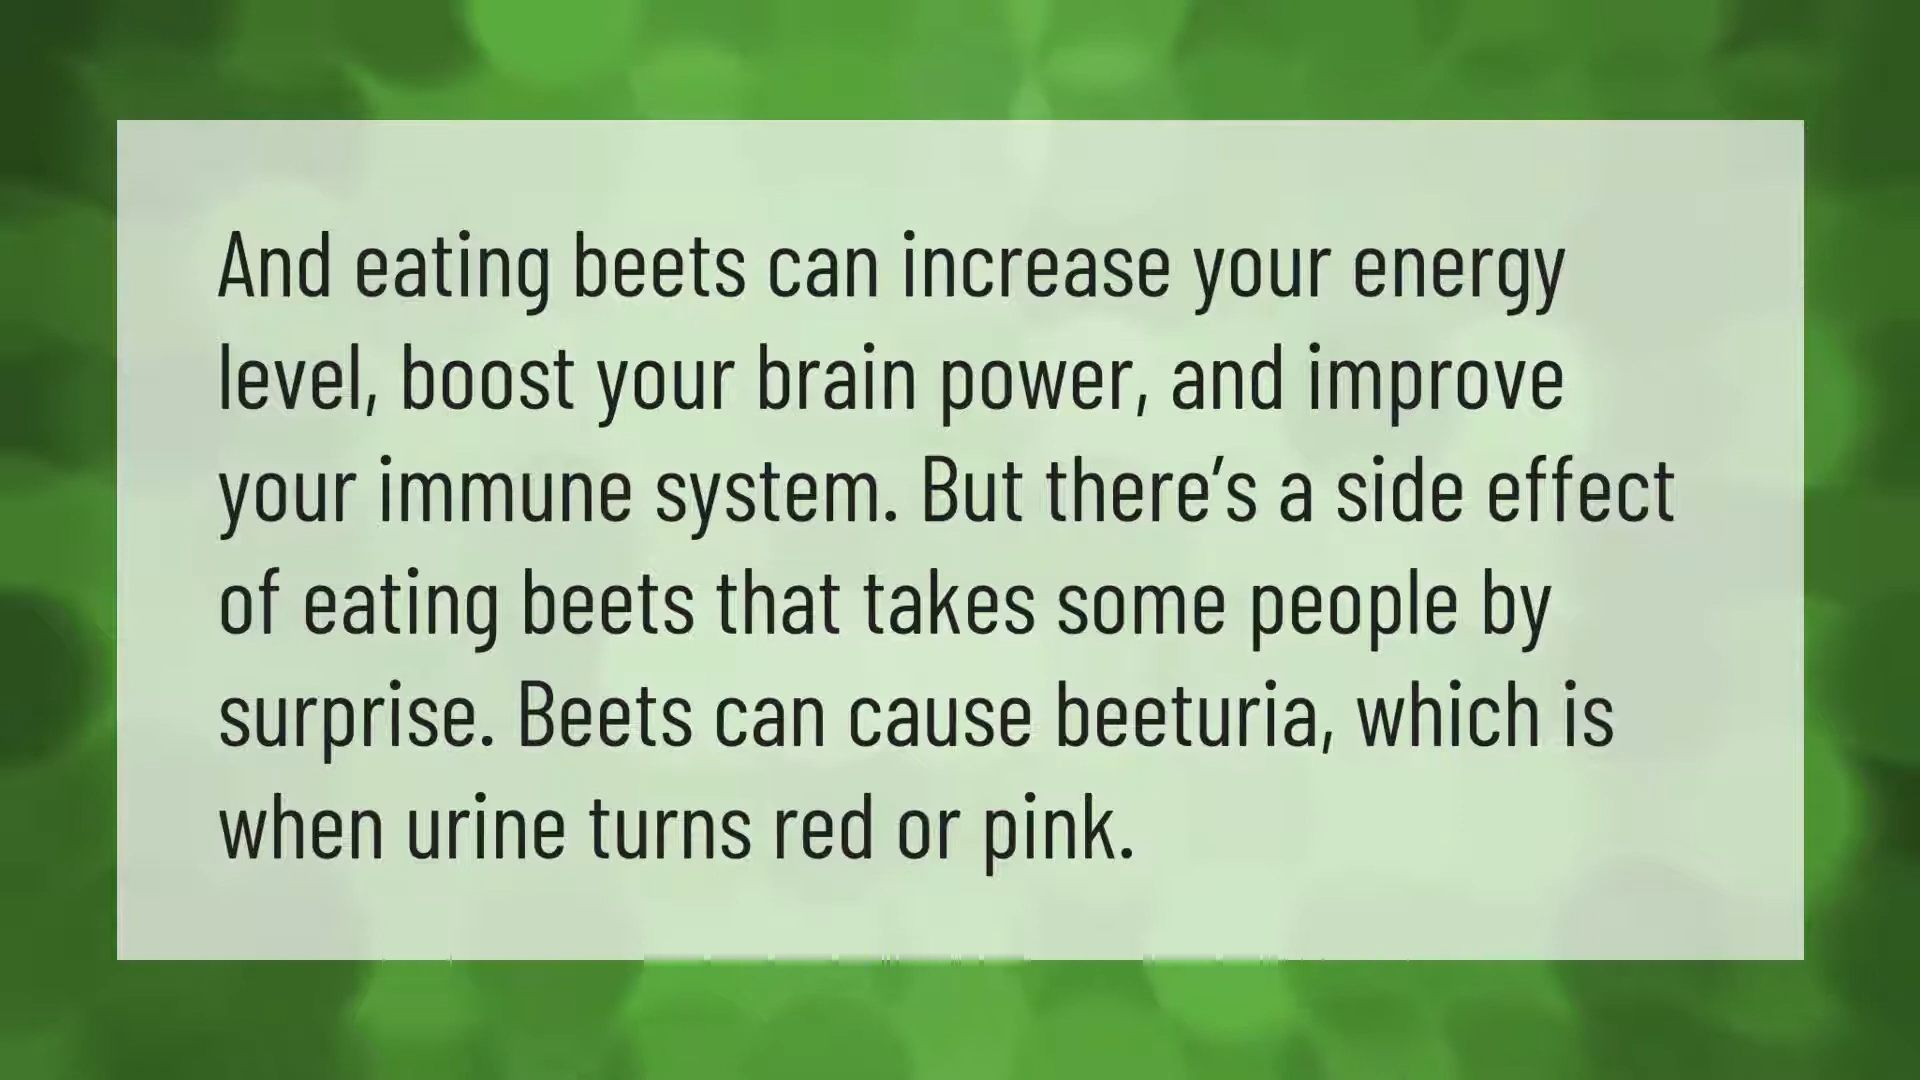 And eating beets can increase your energy
level, boost your brain power, and improve
your immune system. But there’s a side effect
of eating beets that takes some people by
surprise. Beets can cause beeturia, which is
when urine turns red or pink.